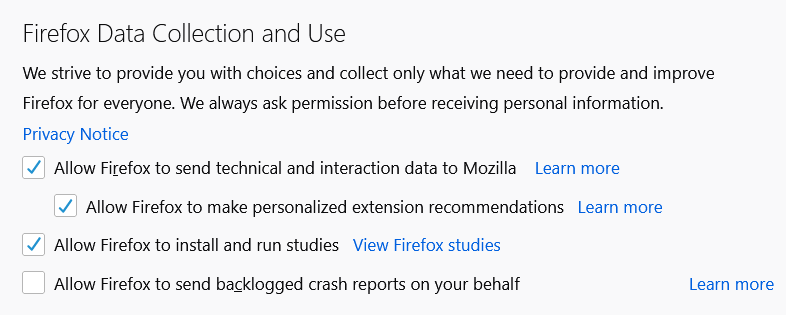 Firefox Data Collection and Use
We strive to provide you with choices and collect only what we need to provide and improve
Firefox for everyone. We always ask permission before receiving personal information.
Privacy Notice
Allow Firefox to send technical and interaction data to Mozilla Learn more
Allow Firefox to make personalized extension recommendations Learn more
Allow Firefox to install and run studies View Firefox studies
Allow Firefox to send backlogged crash reports on your behalf Learn more